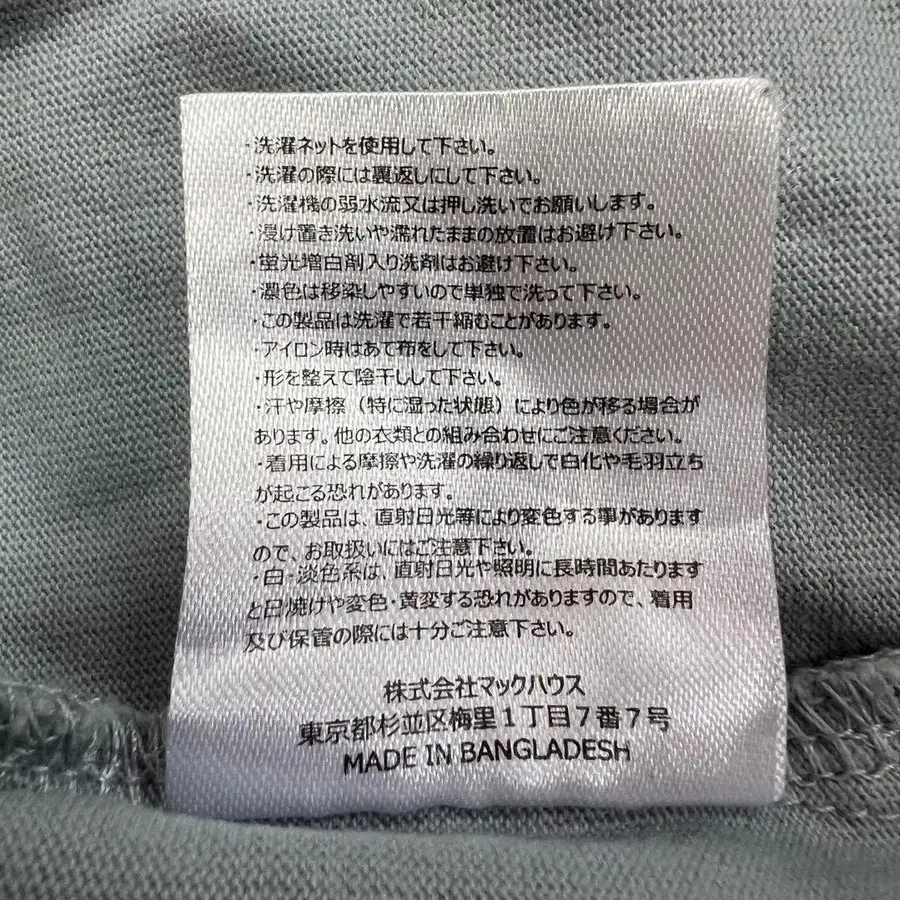 ・洗濯ネットを使用して下さい。
・洗濯の際には裏返しにして下さい。
・洗濯機の弱水流又は押し洗いでお願いします。
・浸け置き洗いや濡れたままの放置はお避け下さい。
・蛍光増白剤入り洗剤はお避け下さい。
・濃色は移染しやすいので単独で洗って下さい。
・この製品は洗濯で若干縮むことがあります。
・アイロン時はあて布をして下さい。
・形を整えて陰干しして下さい。
・汗や摩擦（特に湿った状態）により色が移る場合が
あります。他の衣類との組み合わせにご注意ください。
・着用による摩擦や洗濯の繰り返しで白化や毛羽立ち
が起こる恐れがあります。
・この製品は、直射日光等により変色する事があります
ので、お取扱いにはご注意下さい。
・白・淡色系は、直射日光や照明に長時間あたります
と日焼けや変色・黄変する恐れがありますので、着用
及び保管の際には十分ご注意下さい。
株式会社マックハウス
東京都杉並区梅里1丁目7番7号
MADE IN BANGLADESH